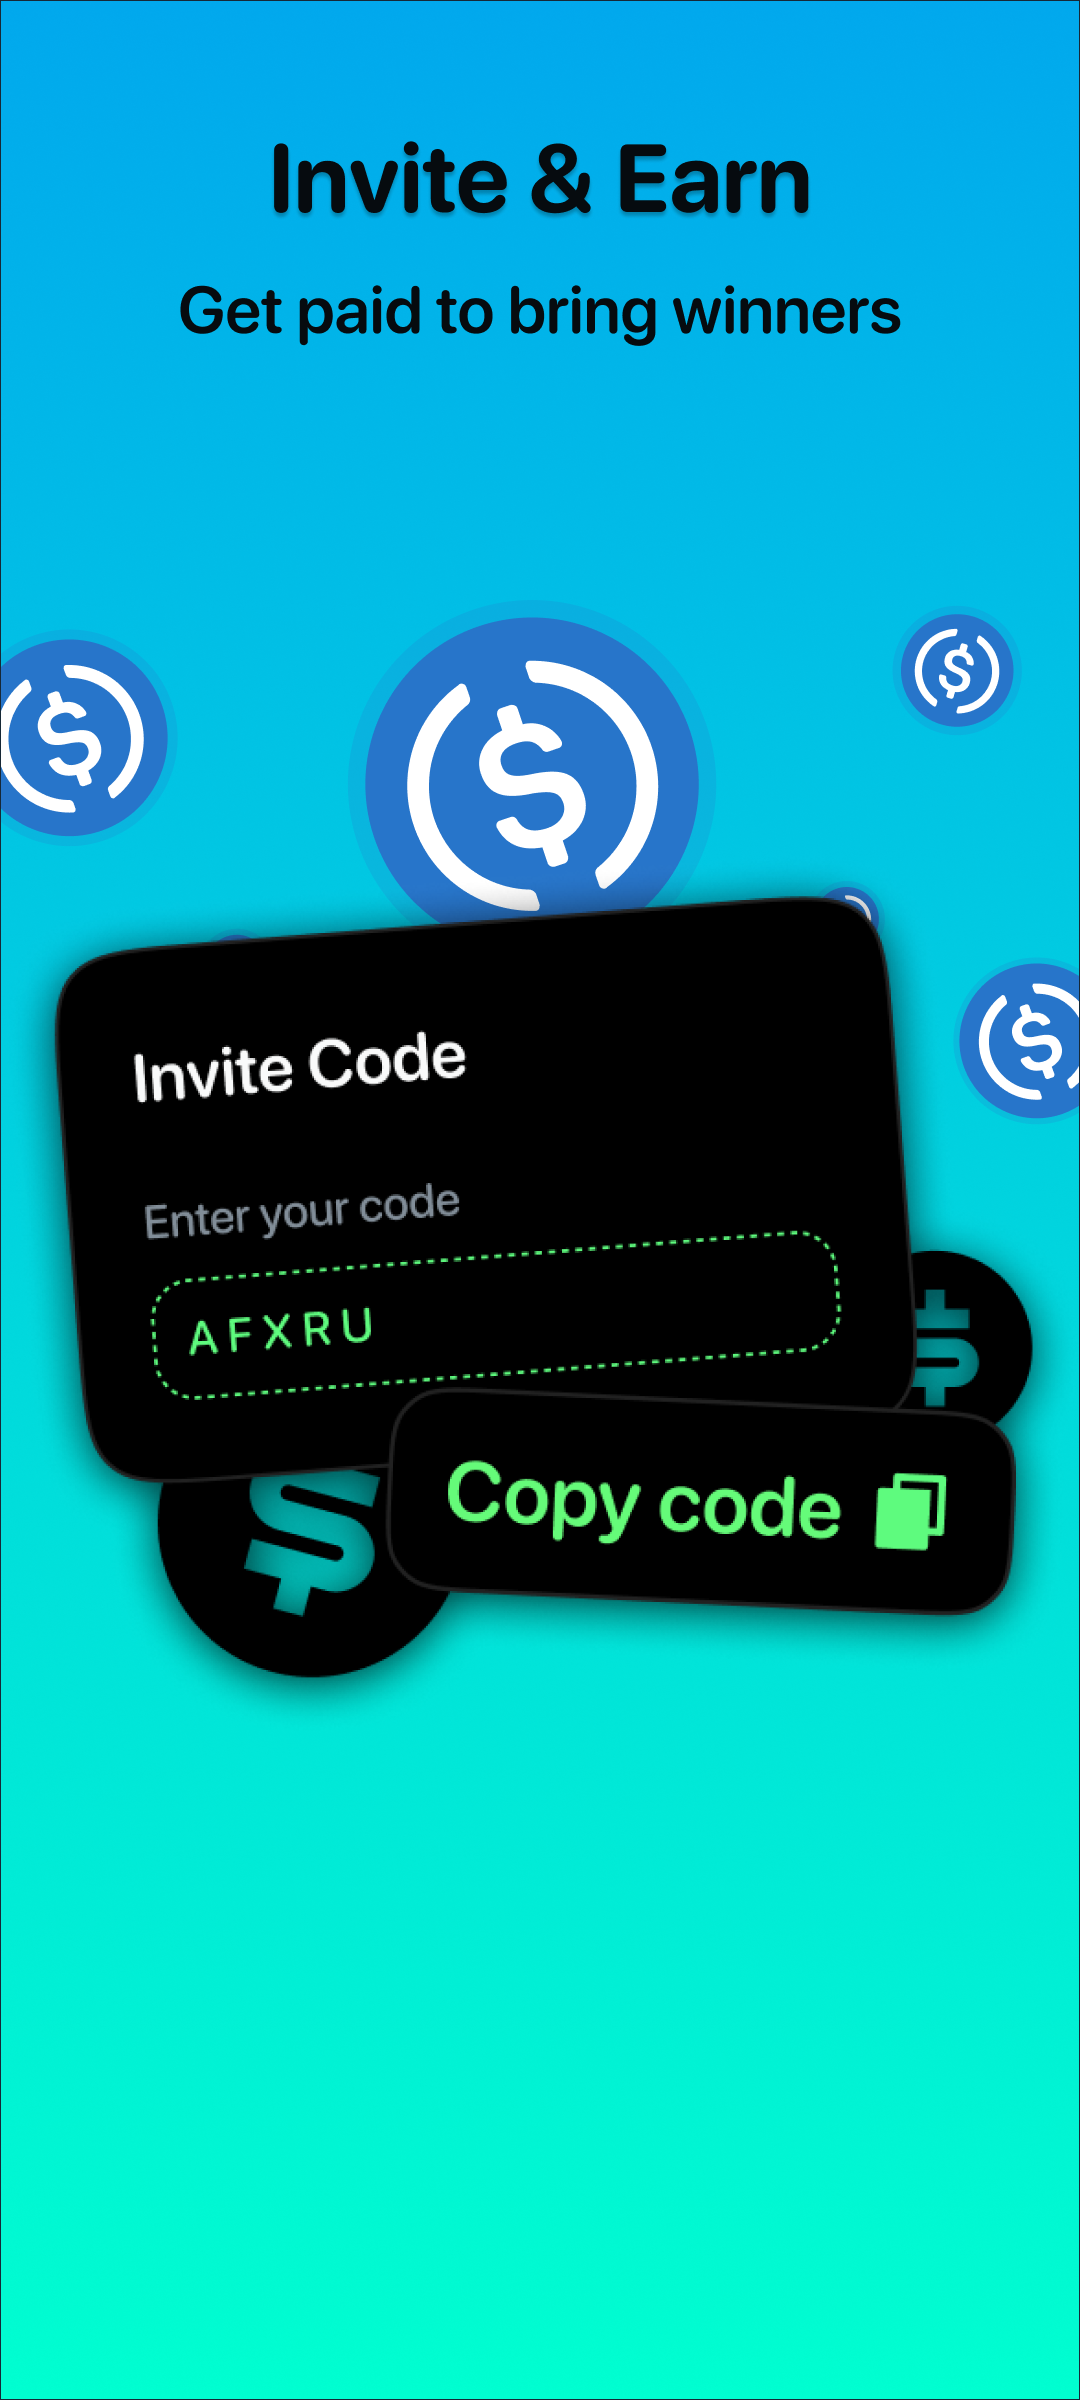 Invite & Earn
Get paid to bring winners
Invite Code
Enter your code
AFXRU
Copy code